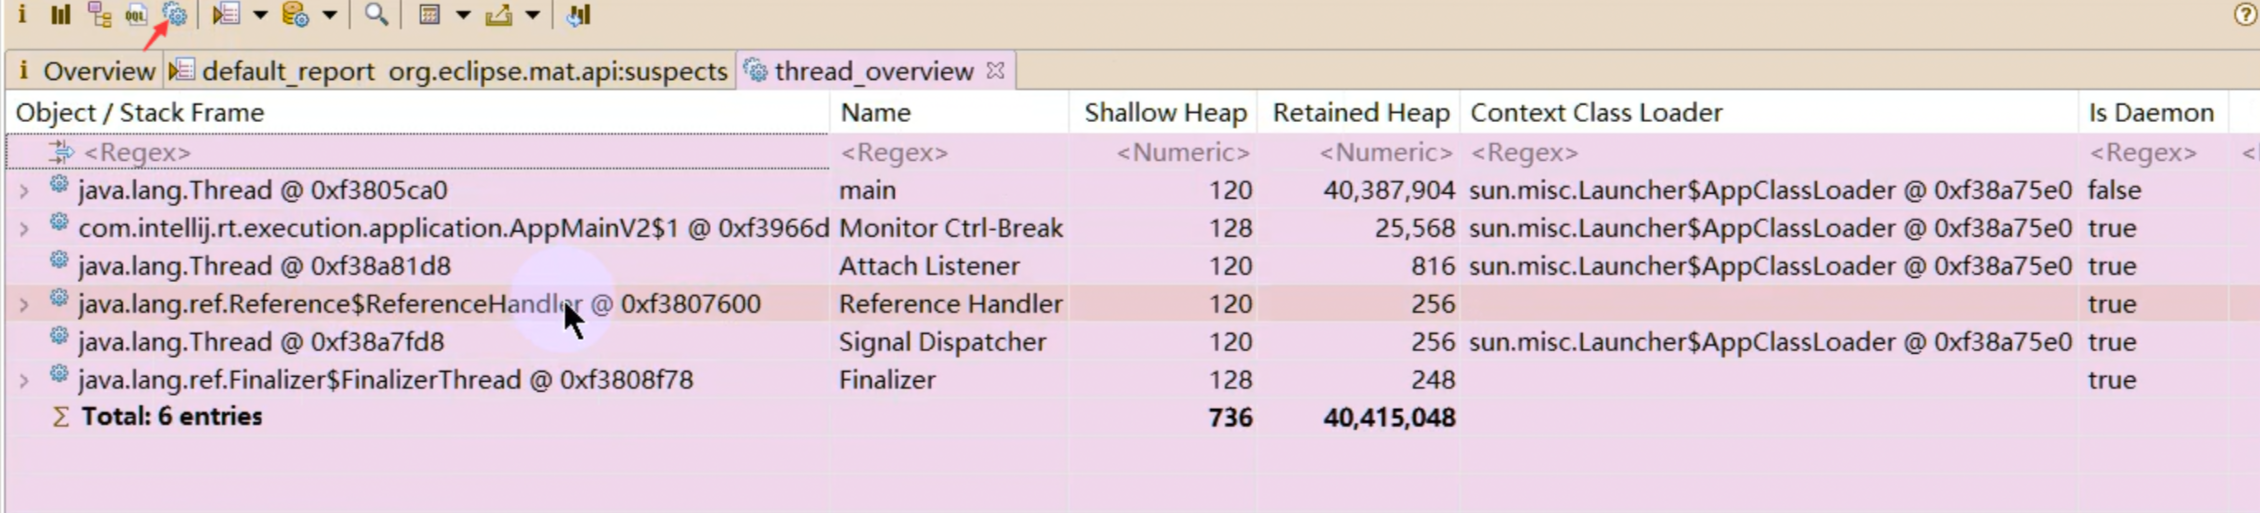 i OQL
i Overview default_report org.eclipse.mat.api:suspects thread_overview
Object / Stack Frame Name Shallow Heap Retained Heap Context Class Loader Is Daemon
<Regex> <Regex> <Numeric> <Numeric> <Regex> <Regex>
java.lang.Thread @ 0xf3805ca0 main 120 40,387,904 sun.misc.Launcher$AppClassLoader @ 0xf38a75e0 false
com.intellij.rt.execution.application.AppMainV2$1 @ 0xf3966d Monitor Ctrl-Break 128 25,568 sun.misc.Launcher$AppClassLoader @ 0xf38a75e0 true
java.lang.Thread @ 0xf38a81d8 Attach Listener 120 816 sun.misc.Launcher$AppClassLoader @ 0xf38a75e0 true
java.lang.ref.Reference$ReferenceHandler @ 0xf3807600 Reference Handler 120 256 true
java.lang.Thread @ 0xf38a7fd8 Signal Dispatcher 120 256 sun.misc.Launcher$AppClassLoader @ 0xf38a75e0 true
java.lang.ref.Finalizer$FinalizerThread @ 0xf3808f78 Finalizer 128 248 true
Total: 6 entries 736 40,415,048